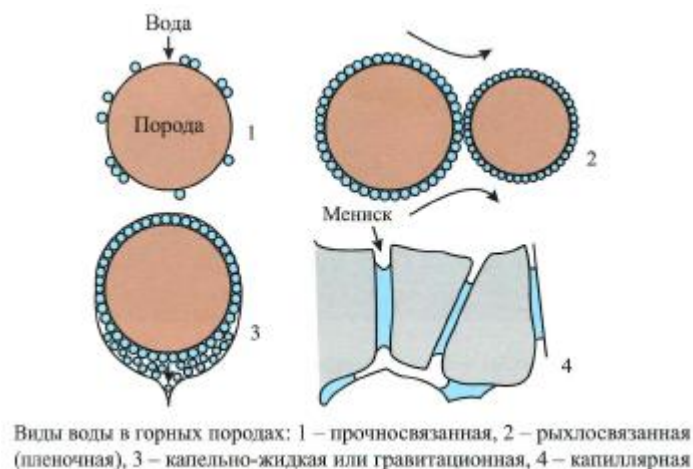 Вода
Порода
1
2
Мениск
3
4
Виды воды в горных породах: 1 – прочносвязанная, 2 – рыхлосвязанная
(пленочная), 3 – капельно-жидкая или гравитационная, 4 – капиллярная